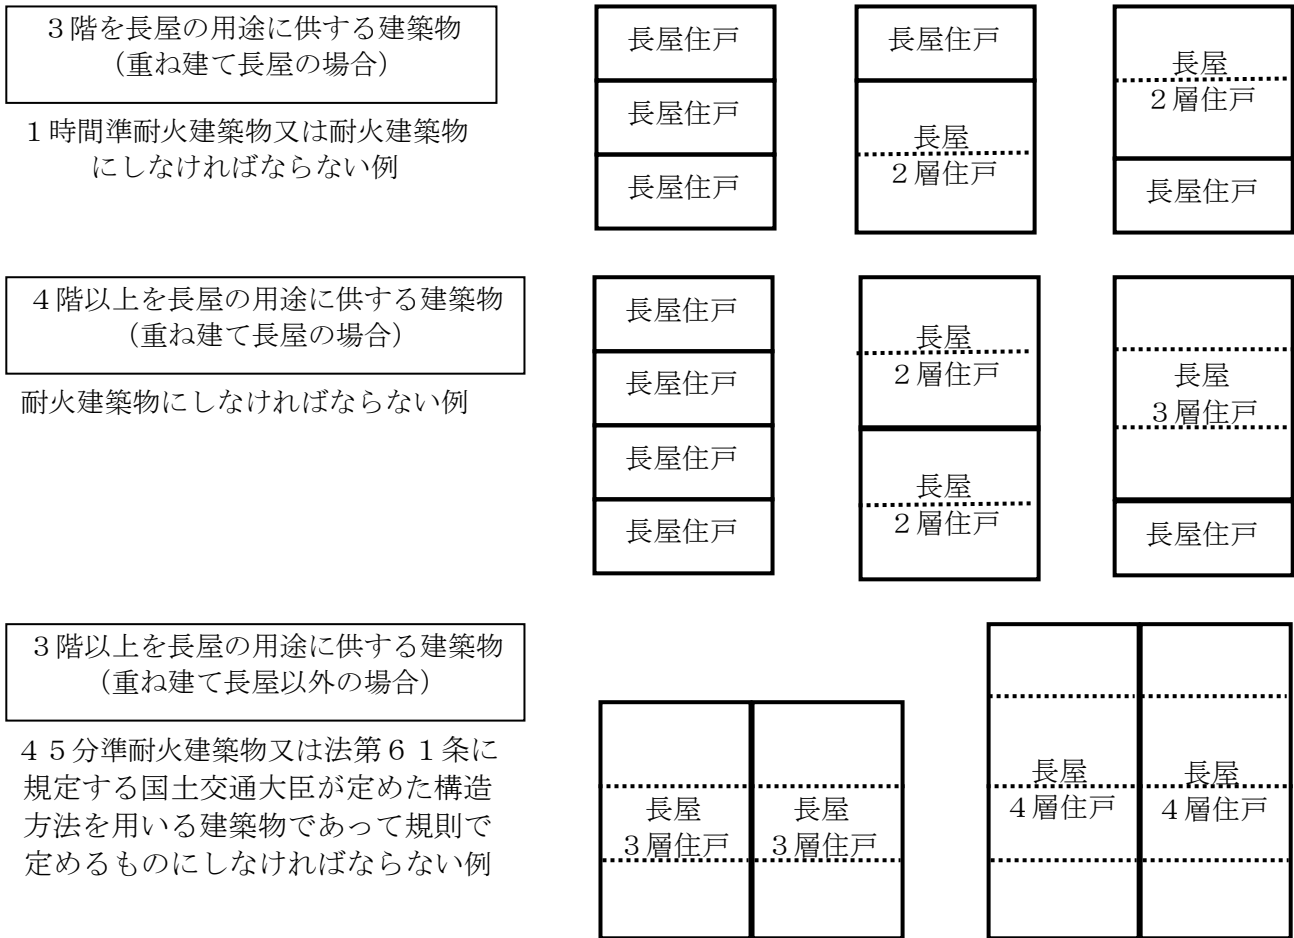 ３階を長屋の用途に供する建築物
（重ね建て長屋の場合）
１時間準耐火建築物又は耐火建築物
にしなければならない例
長屋住戸
長屋住戸
長屋住戸
長屋住戸
長屋
２層住戸
長屋
２層住戸
長屋住戸
４階以上を長屋の用途に供する建築物
（重ね建て長屋の場合）
耐火建築物にしなければならない例
長屋住戸
長屋住戸
長屋住戸
長屋住戸
長屋
２層住戸
長屋
２層住戸
長屋
３層住戸
長屋住戸
３階以上を長屋の用途に供する建築物
（重ね建て長屋以外の場合）
４５分準耐火建築物又は法第６１条に
規定する国土交通大臣が定めた構造
方法を用いる建築物であって規則で
定めるものにしなければならない例
長屋
３層住戸
長屋
３層住戸
長屋
４層住戸
長屋
４層住戸